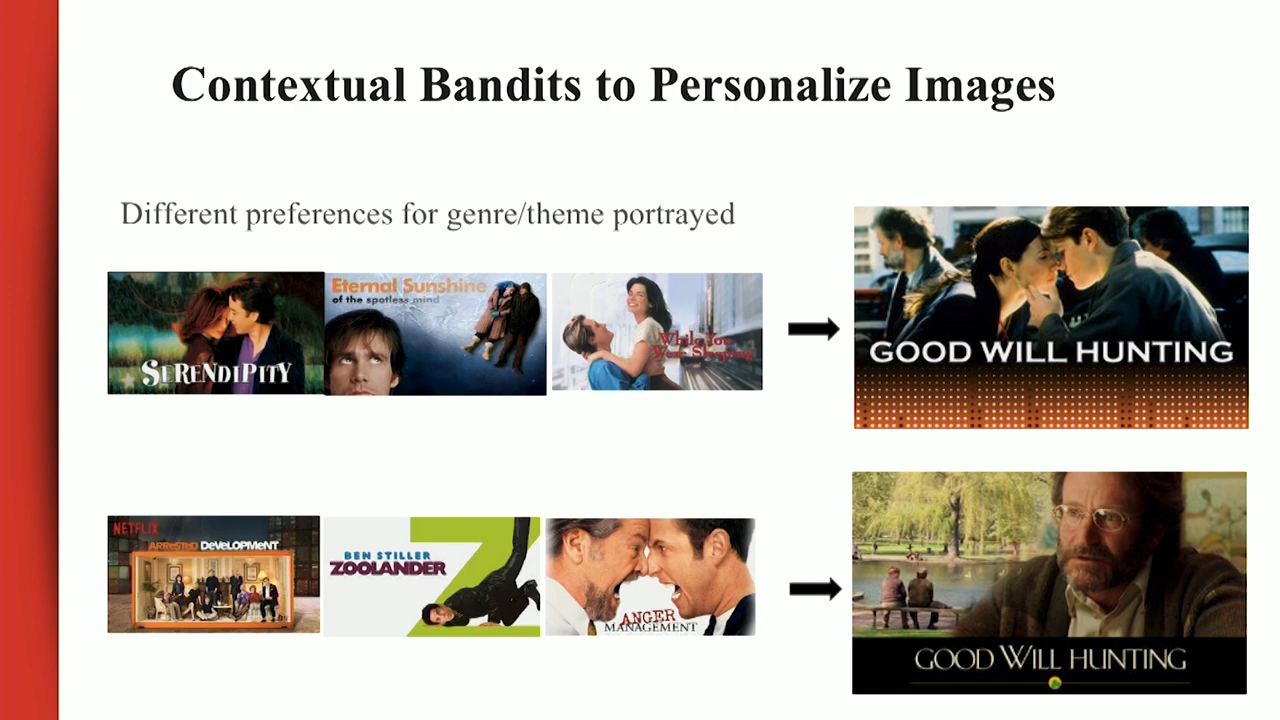 Contextual Bandits to Personalize Images
Different preferences for genre/theme portrayed
SERENDIPITY
Eternal Sunshine
of the spotless mind
While You
Were Sleeping
GOOD WILL HUNTING
NETFLIX
ARRESTED DEVELOPMENT
BEN STILLER
ZOOLANDER
ANGER
MANAGEMENT
GOOD WILL HUNTING